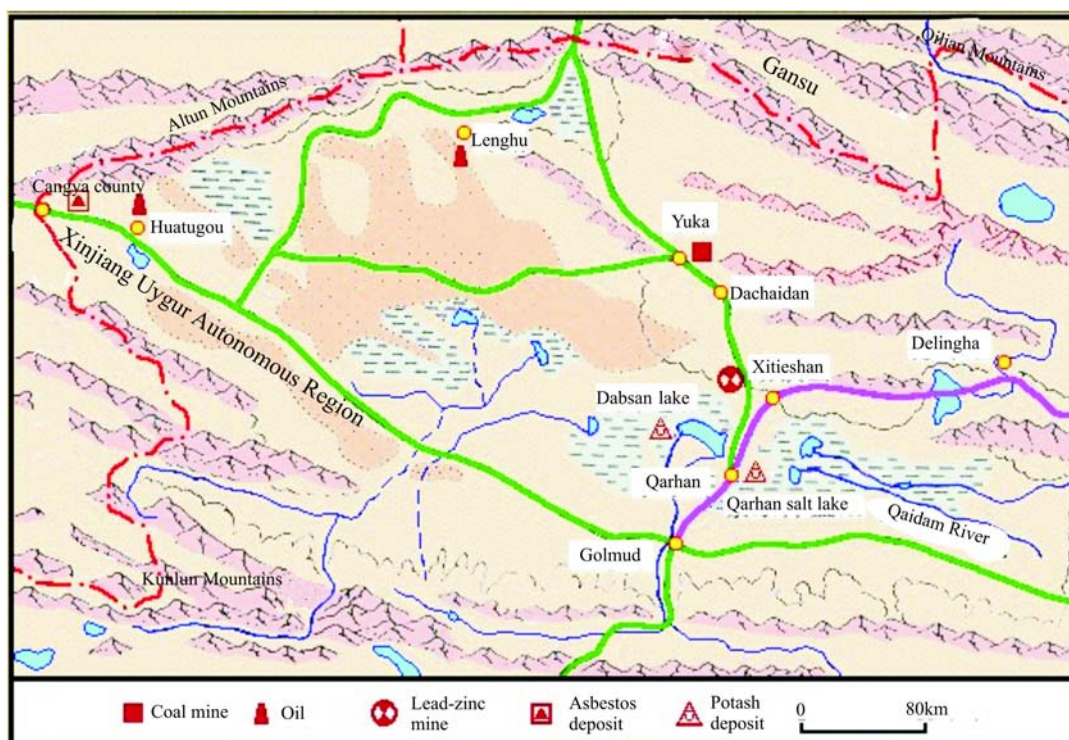 Qilian Mountains
Gansu
Altun Mountains
Lenghu
Cangya county
Huatugou
Yuka
Xinjiang Uygur Autonomous Region
Dachaidan
Delingha
Xitieshan
Dabsan lake
Qarhan
Qarhan salt lake
Qaidam River
Golmud
Kunlun Mountains
Coal mine
Oil
Lead-zinc
mine
Asbestos
deposit
Potash
deposit
0 80km